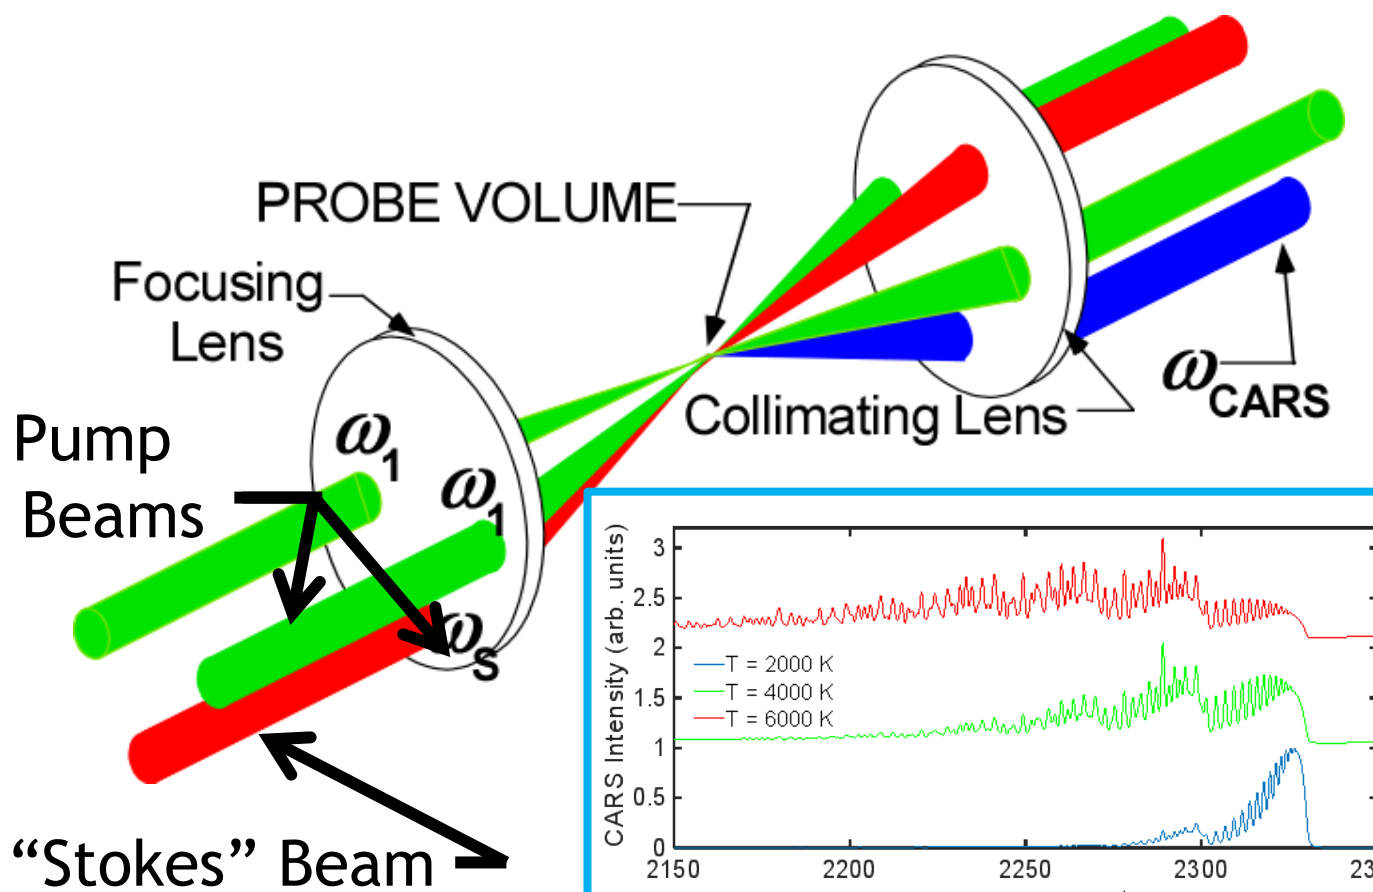 PROBE VOLUME
Focusing
Lens
Pump
Beams
ω1
ω1
ωS
Collimating Lens
ωCARS
“Stokes” Beam
CARS Intensity (arb. units)
3
2.5
2
1.5
1
0.5
0
T = 2000 K
T = 4000 K
T = 6000 K
2150
2200
2250
2300